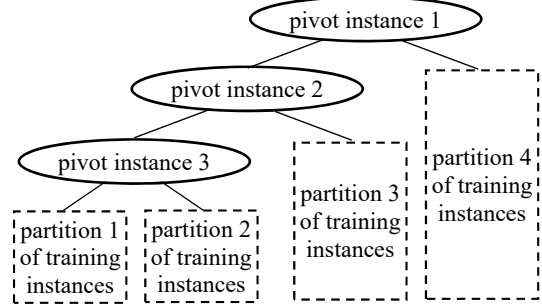 pivot instance 1
pivot instance 2
pivot instance 3
partition 1
of training
instances
partition 2
of training
instances
partition 3
of training
instances
partition 4
of training
instances